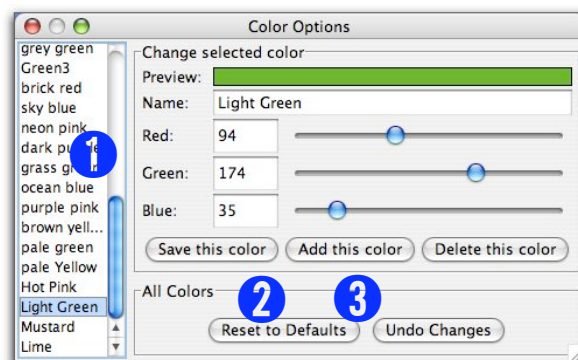 Color Options
grey green
Green3
brick red
sky blue
neon pink
dark
grass
ocean blue
purple pink
brown yell...
pale green
pale Yellow
Hot Pink
Light Green
Mustard
Lime
1
Change selected color
Preview:
Name: Light Green
Red: 94
Green: 174
Blue: 35
Save this color Add this color Delete this color
All Colors
2 3
Reset to Defaults Undo Changes